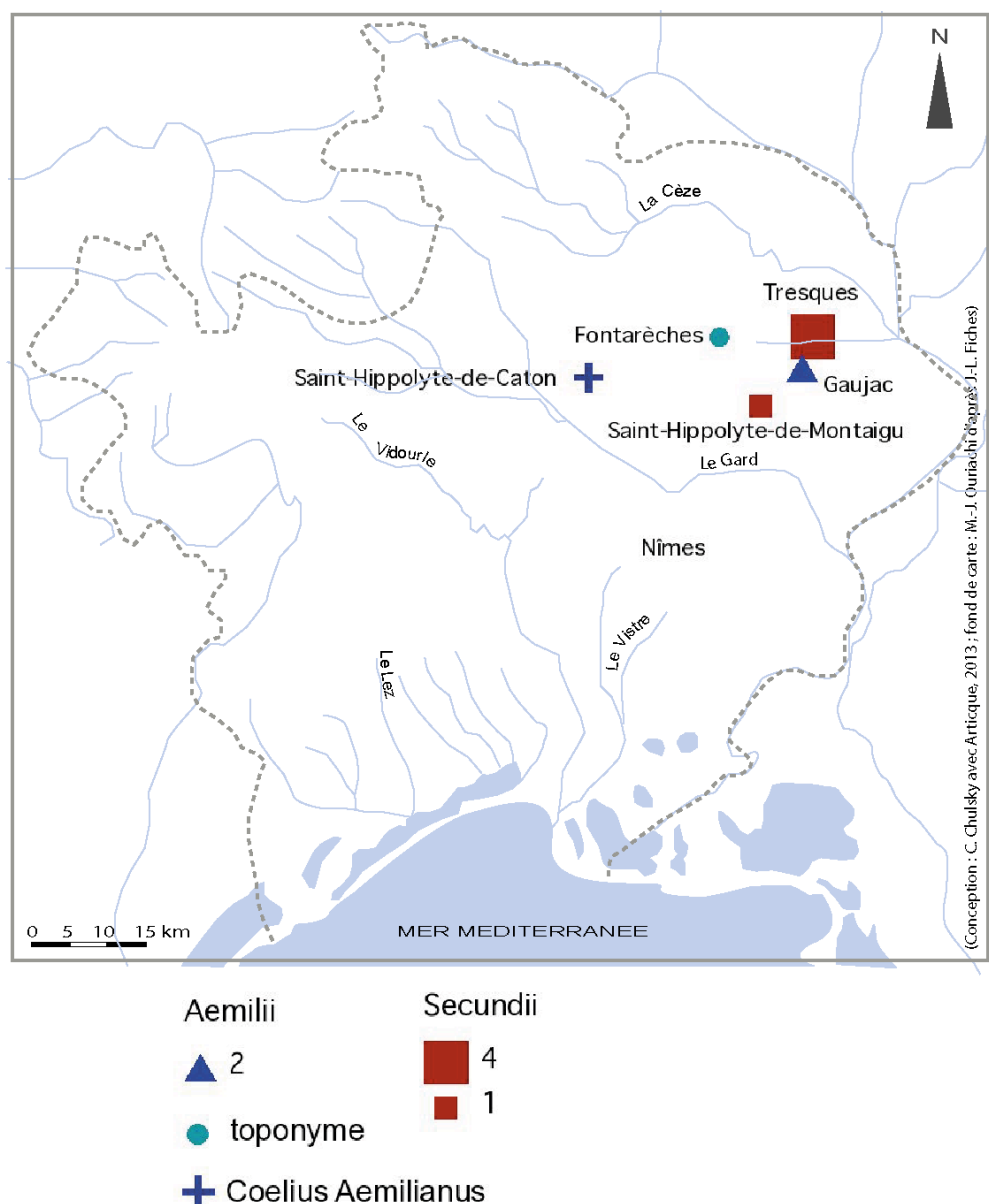 N
La Cèze
Tresques
Fontarèches
Saint-Hippolyte-de-Caton
Gaujac
Saint-Hippolyte-de-Montaigu
Le Vidourle
Le Gard
Nîmes
Le Vistre
Le Lez
0 5 10 15 km
MER MEDITERRANEE
(Conception : C. Chulsky avec Articque, 2013 ; fond de carte : M.-J. Ouriachi d'après J.-L. Fiches)
Aemilii
2
toponyme
Coelius Aemilianus
Secundii
4
1